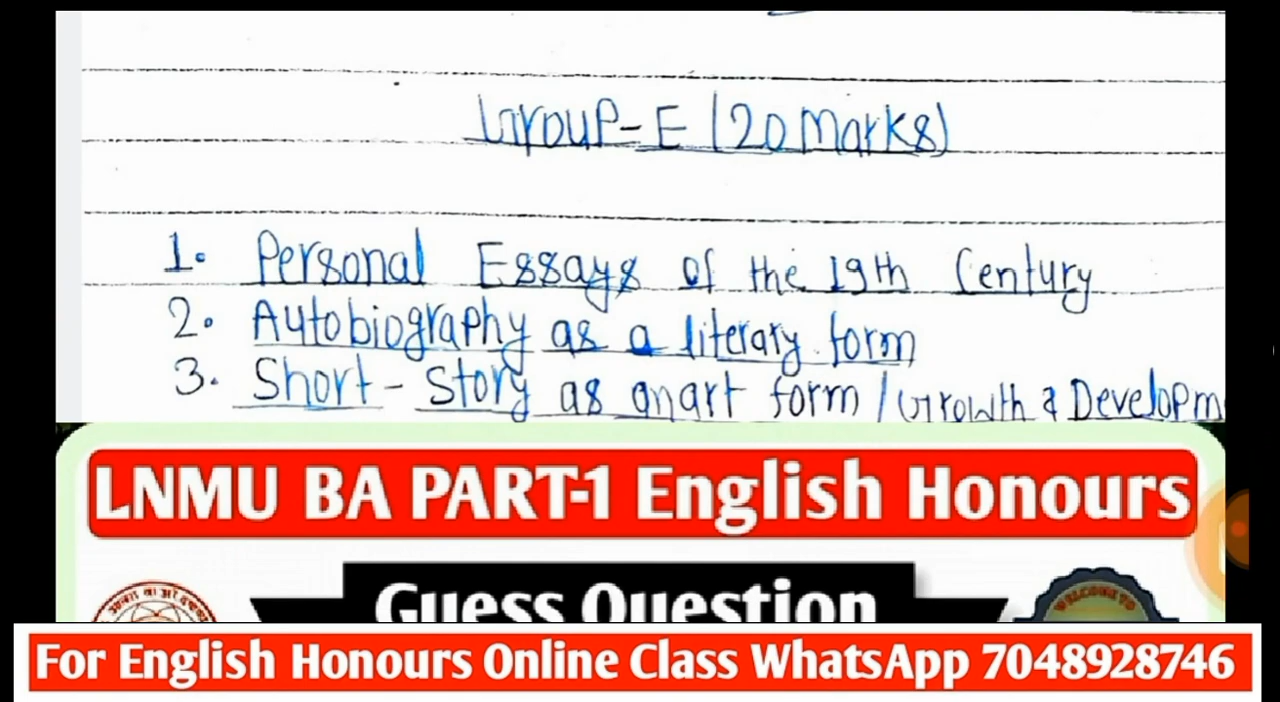 Group-E (20 Marks)
1. Personal Essays of the 19th Century
2. Autobiography as a literary form
3. Short-Story as an art form / Growth & Developm
LNMU BA PART-1 English Honours
Guess Question
WELCOME TO
For English Honours Online Class WhatsApp 7048928746